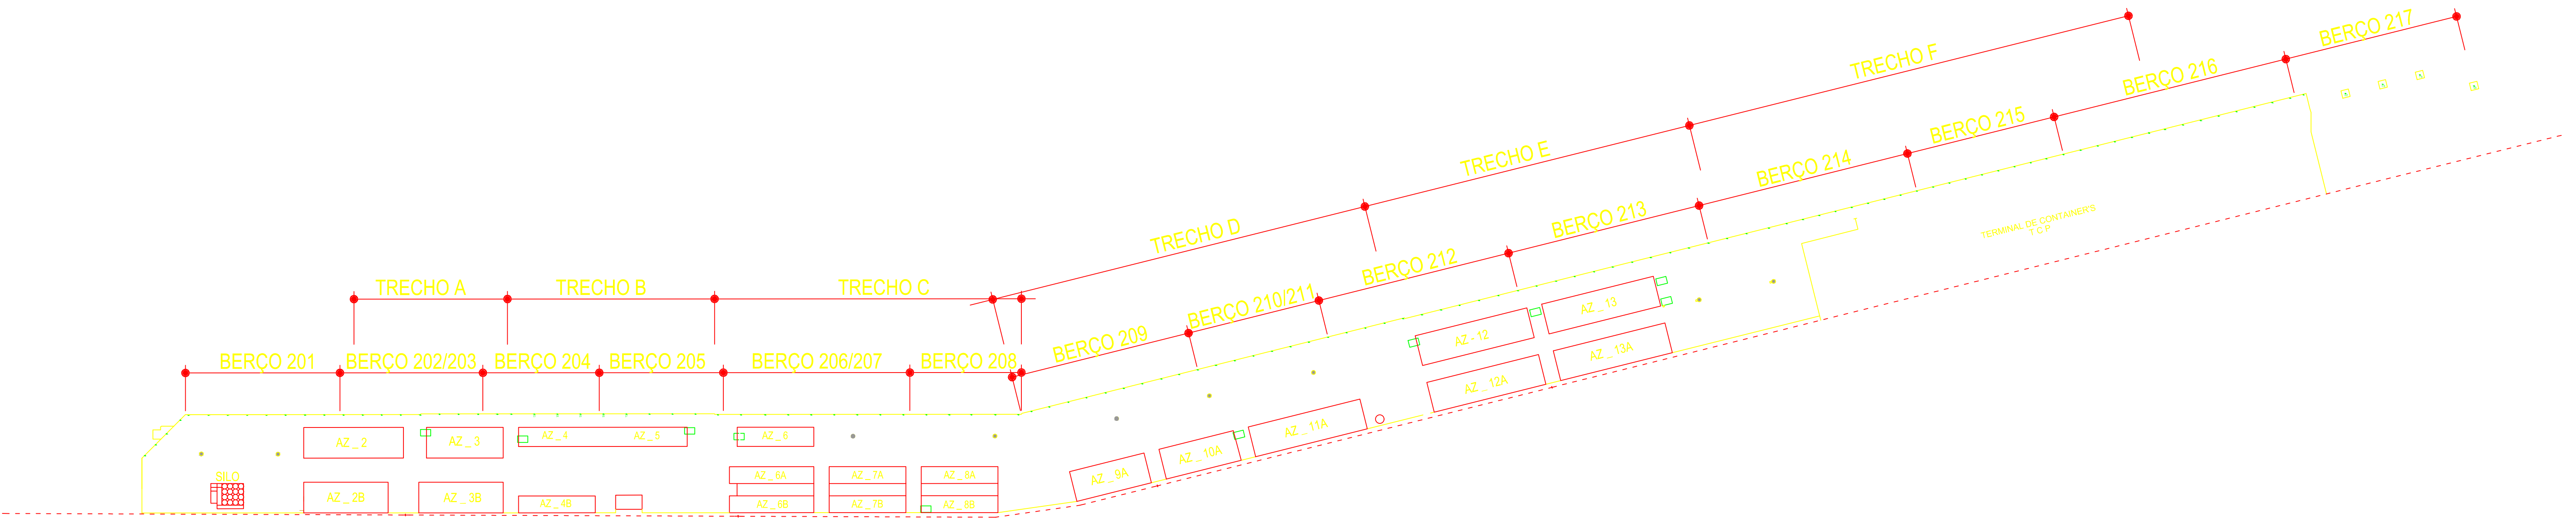 BERÇO 217
TRECHO F
BERÇO 216
BERÇO 215
TRECHO E
BERÇO 214
BERÇO 213
TRECHO D
BERÇO 212
TERMINAL DE CONTAINER'S
T C P
TRECHO A
TRECHO B
TRECHO C
BERÇO 210/211
BERÇO 209
BERÇO 201
BERÇO 202/203
BERÇO 204
BERÇO 205
BERÇO 206/207
BERÇO 208
AZ - 12
AZ _ 13
AZ _ 12A
AZ _ 13A
AZ _ 2
AZ _ 3
AZ _ 4
AZ _ 5
AZ _ 6
AZ _ 9A
AZ _ 10A
AZ _ 11A
SILO
AZ _ 6A
AZ _ 7A
AZ _ 8A
AZ _ 2B
AZ _ 3B
AZ _ 4B
AZ _ 6B
AZ _ 7B